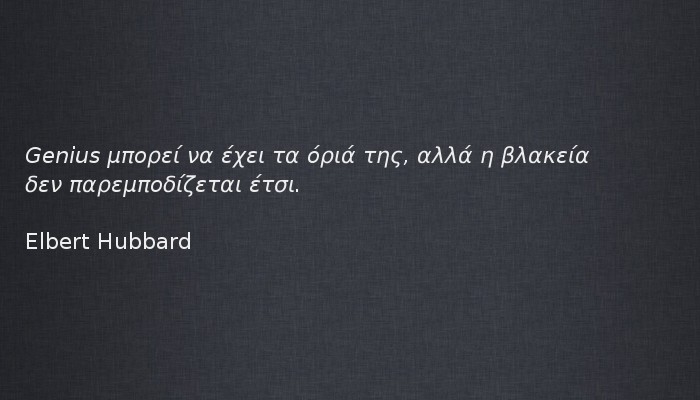 Genius μπορεί να έχει τα όριά της, αλλά η βλακεία
δεν παρεμποδίζεται έτσι.
Elbert Hubbard